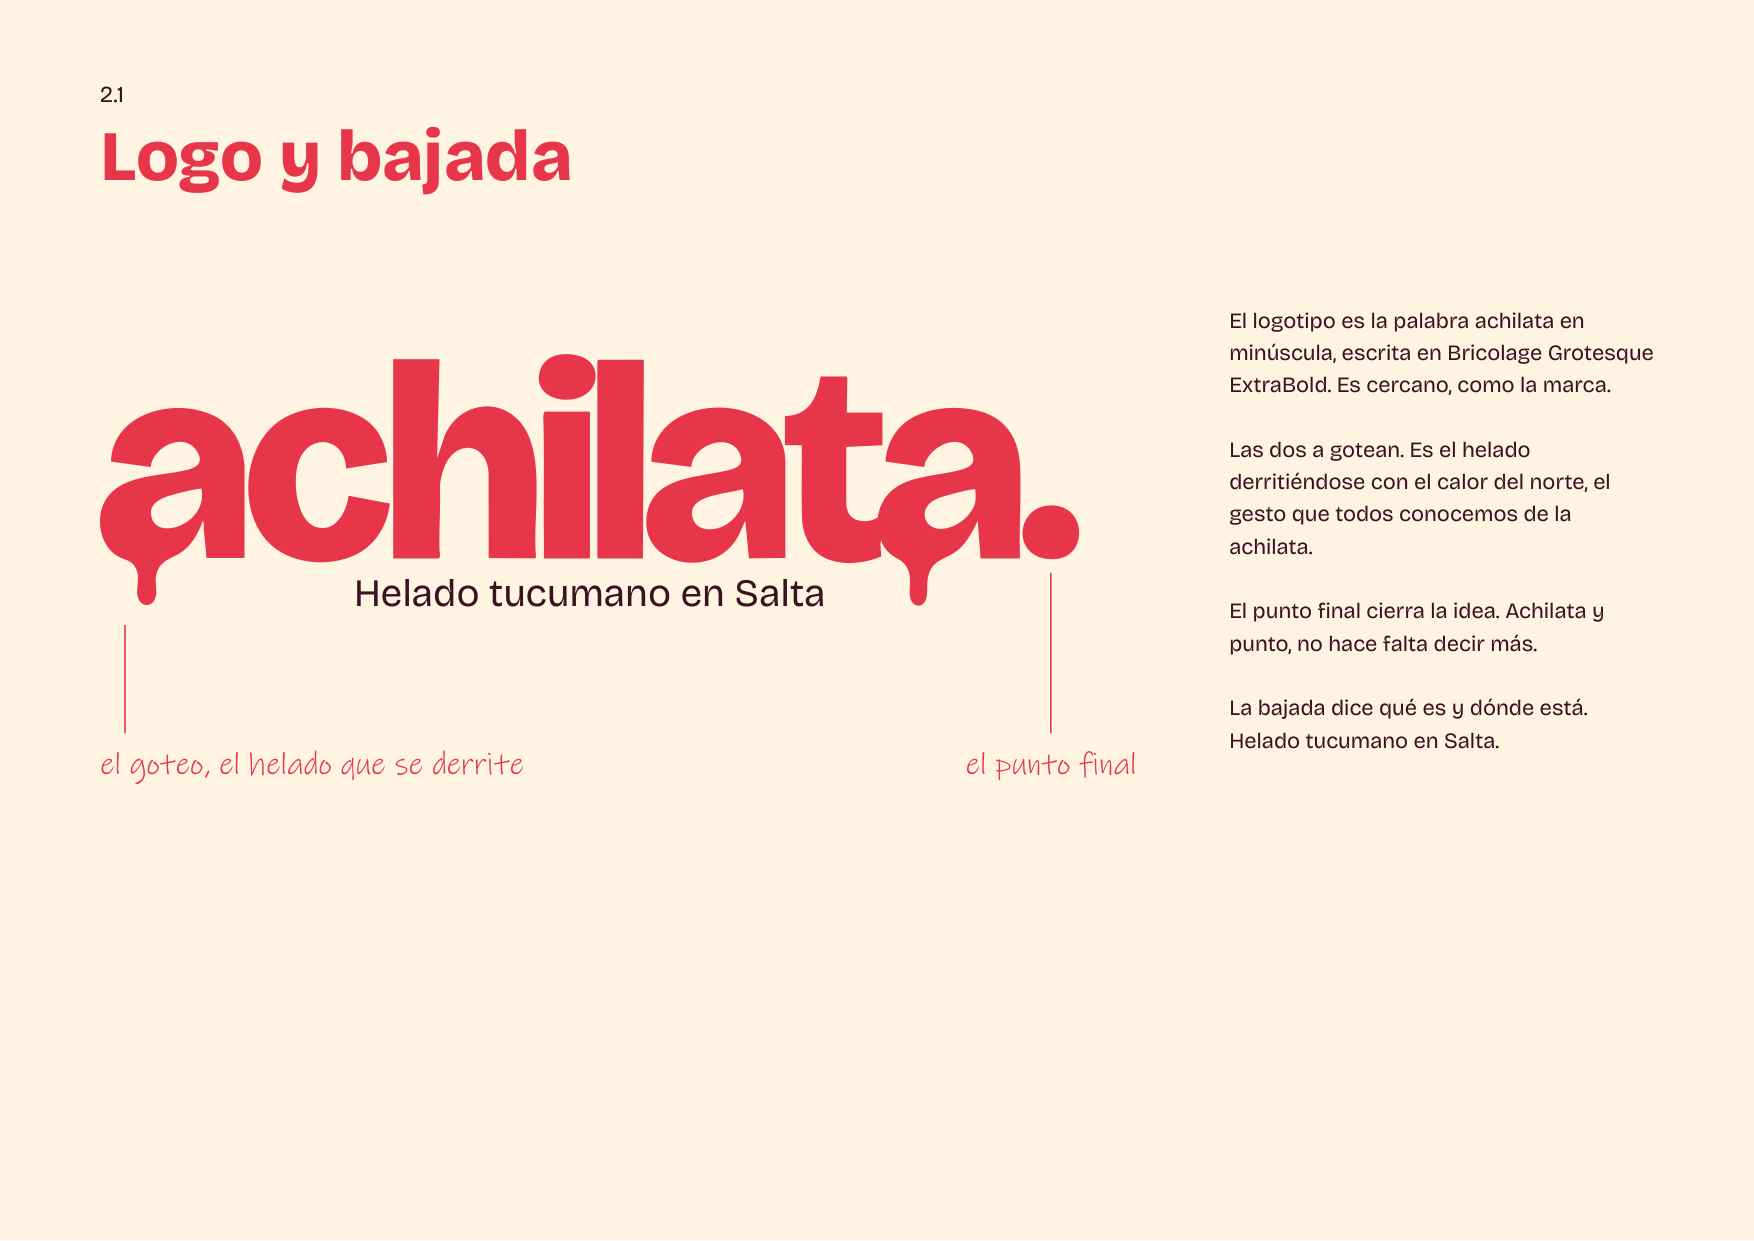 2.1
Logo y bajada
achilata.
Helado tucumano en Salta
el goteo, el helado que se derrite
el punto final
El logotipo es la palabra achilata en
minúscula, escrita en Bricolage Grotesque
ExtraBold. Es cercano, como la marca.
Las dos a gotean. Es el helado
derritiéndose con el calor del norte, el
gesto que todos conocemos de la
achilata.
El punto final cierra la idea. Achilata y
punto, no hace falta decir más.
La bajada dice qué es y dónde está.
Helado tucumano en Salta.